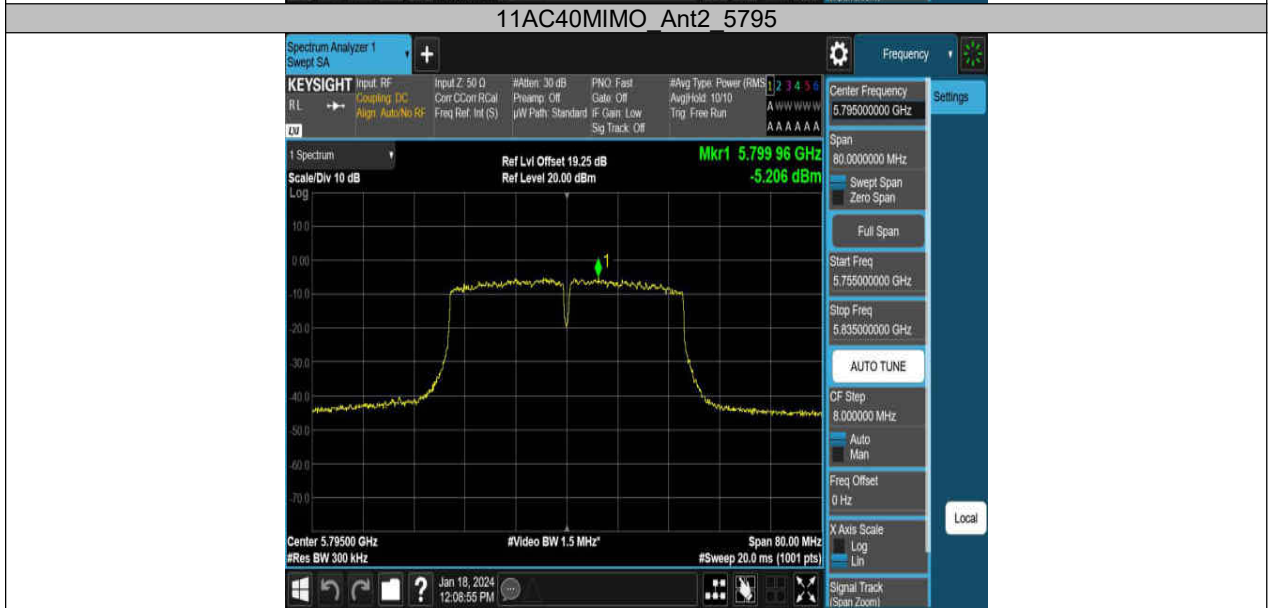 11AC40MIMO_Ant2_5795
Spectrum Analyzer 1
Swept SA
+
Frequency
KEYSIGHT
RL
LXI
Input: RF
Coupling: DC
Align: Auto/No RF
Input Z: 50 Ω
Corr CCorr RCal
Freq Ref: Int (S)
#Atten: 30 dB
Preamp: Off
µW Path: Standard
PNO: Fast
Gate: Off
IF Gain: Low
Sig Track: Off
#Avg Type: Power (RMS
Avg|Hold: 10/10
Trig: Free Run
1 2 3 4 5 6
A W W W W W
A A A A A A
Center Frequency
5.795000000 GHz
Settings
Span
80.0000000 MHz
Swept Span
Zero Span
Full Span
Start Freq
5.755000000 GHz
Stop Freq
5.835000000 GHz
AUTO TUNE
CF Step
8.000000 MHz
Auto
Man
Freq Offset
0 Hz
X Axis Scale
Log
Lin
Signal Track
(Span Zoom)
Local
1 Spectrum
Scale/Div 10 dB
Log
Ref Lvl Offset 19.25 dB
Ref Level 20.00 dBm
Mkr1 5.799 96 GHz
-5.206 dBm
1
10.0
0.00
-10.0
-20.0
-30.0
-40.0
-50.0
-60.0
-70.0
Center 5.79500 GHz
#Res BW 300 kHz
#Video BW 1.5 MHz*
Span 80.00 MHz
#Sweep 20.0 ms (1001 pts)
?
Jan 18, 2024
12:08:55 PM